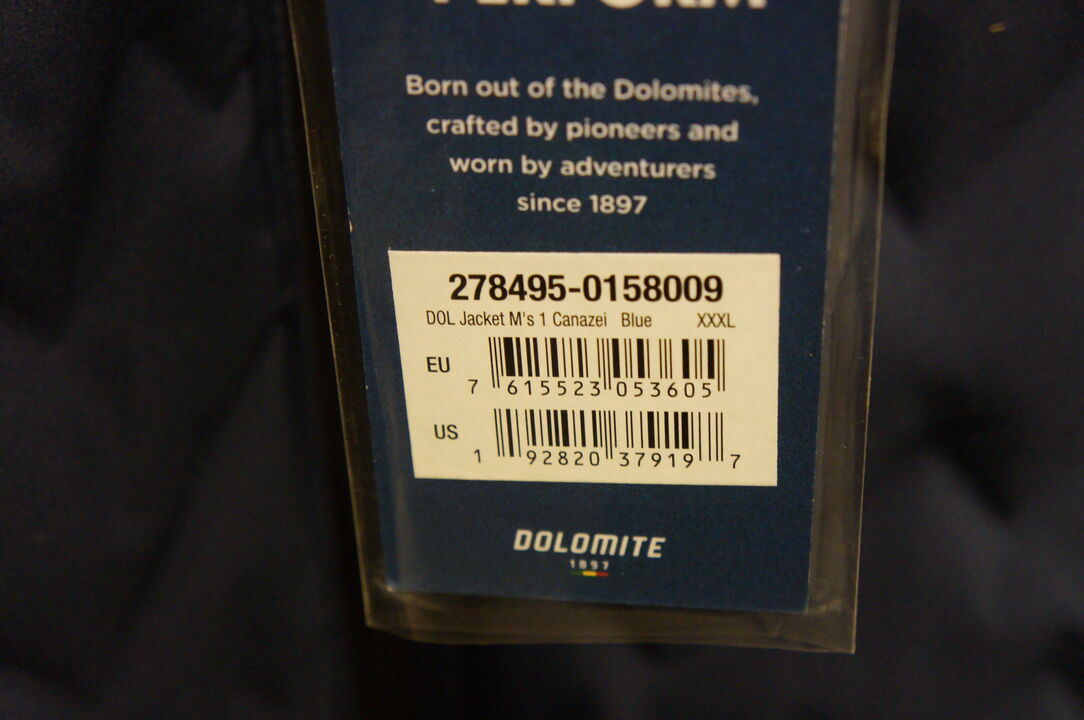 PERFORM
Born out of the Dolomites,
crafted by pioneers and
worn by adventurers
since 1897
278495-0158009
DOL Jacket M's 1 Canazei Blue XXXL
EU
7 615523 053605
US
1 92820 37919 7
DOLOMITE
1897